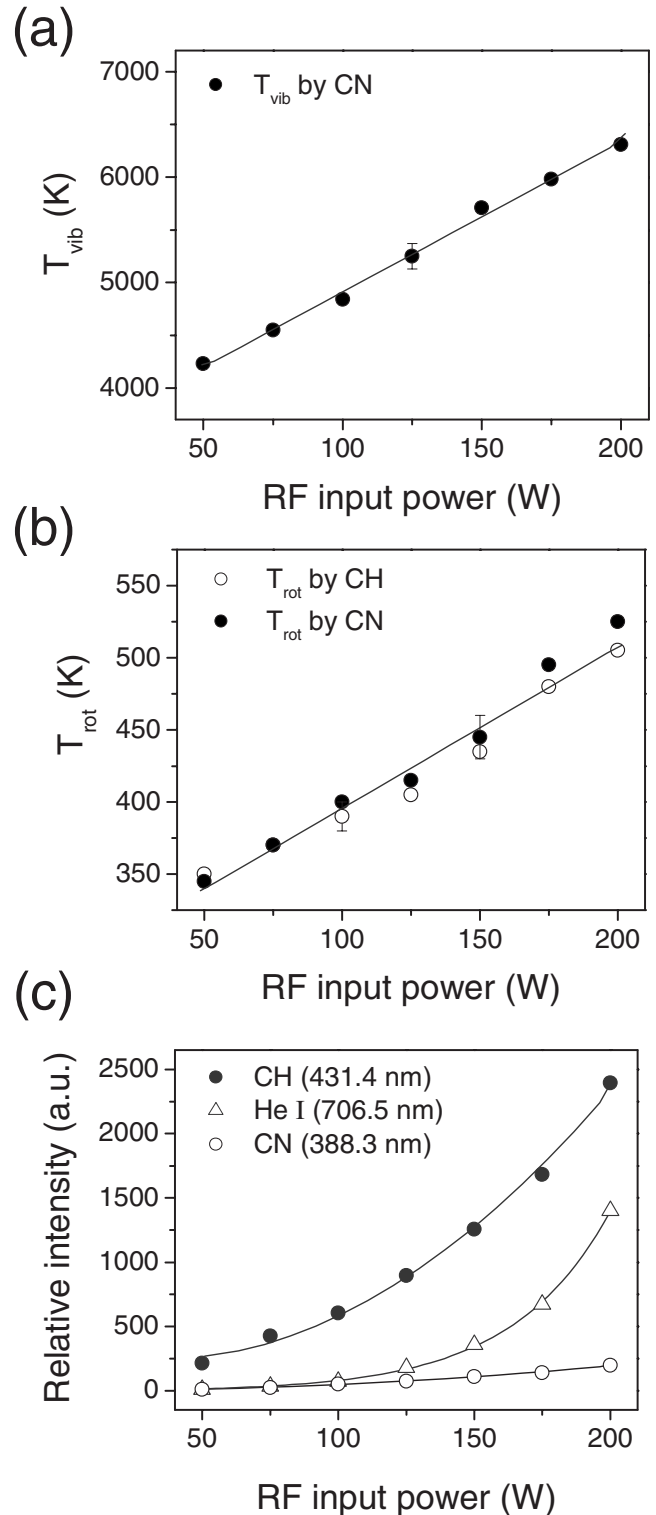 (a)
7000
6000
5000
4000
T_vib (K)
T_vib by CN
50 100 150 200
RF input power (W)
(b)
550
500
450
400
350
T_rot (K)
T_rot by CH
T_rot by CN
50 100 150 200
RF input power (W)
(c)
2500
2000
1500
1000
500
0
Relative intensity (a.u.)
CH (431.4 nm)
He I (706.5 nm)
CN (388.3 nm)
50 100 150 200
RF input power (W)